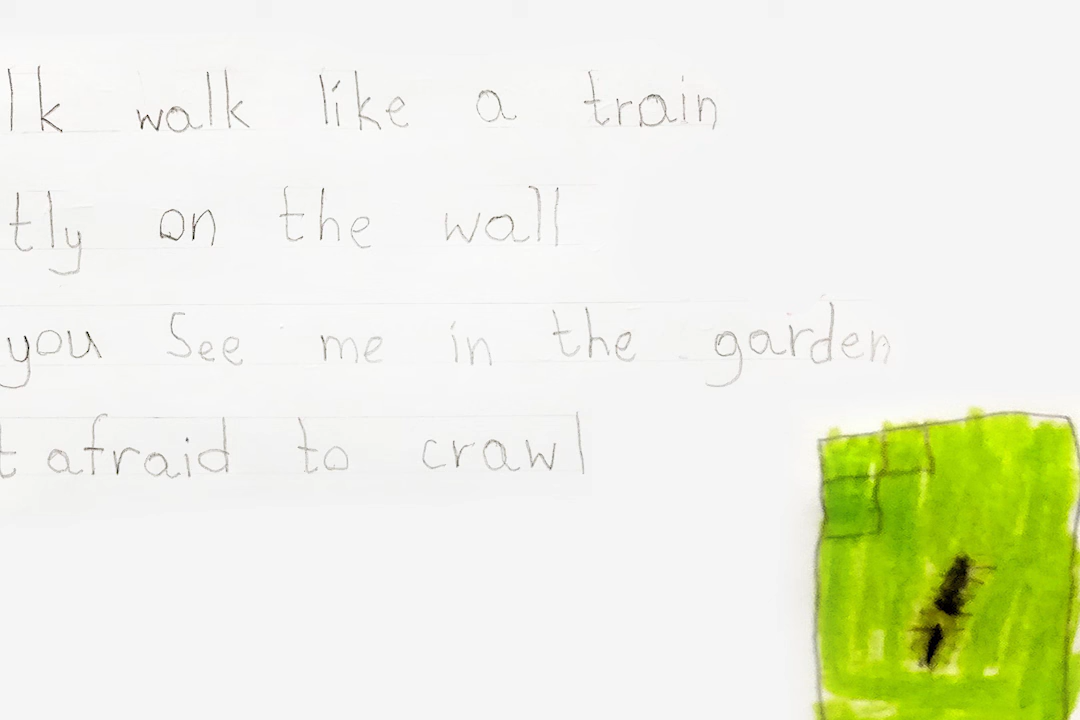 lk walk like a train
tly on the wall
you See me in the garden
t afraid to crawl